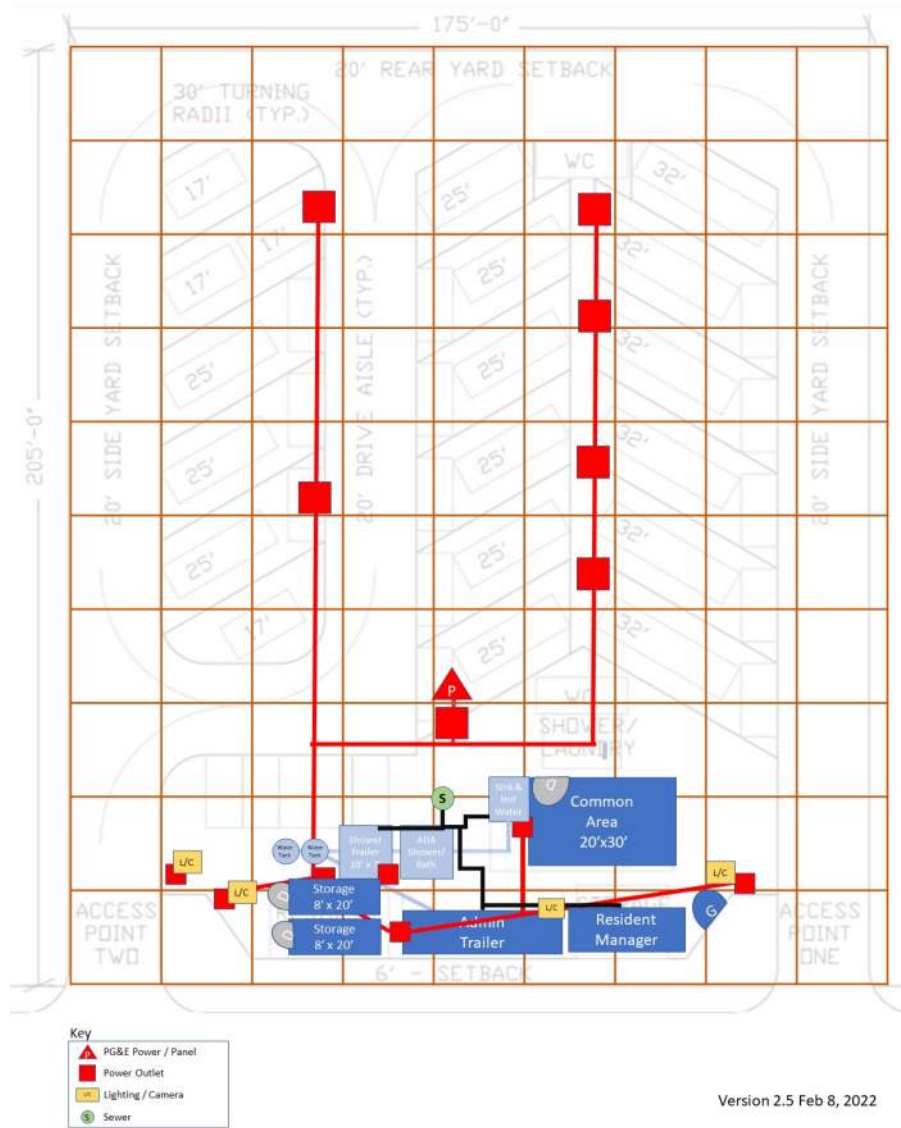 175'-0"
20' REAR YARD SETBACK
30' TURNING
RADII (TYP.)
WC
17'
25'
32'
17'
32'
17'
25'
20' SIDE YARD SETBACK
20' DRIVE AISLE (TYP.)
20' SIDE YARD SETBACK
205'-0"
25'
25'
32'
25'
25'
32'
25'
25'
32'
17'
25'
32'
P
WC
SHOWER/
LAUNDRY
S
Sink &
Hot
Water
D
Common
Area
20'x30'
Water
Tank
Water
Tank
Shower
Trailer
ADA
Shower/
Bath
L/C
L/C
L/C
L/C
D
Storage
8' x 20'
D
Storage
8' x 20'
Admin
Trailer
Resident
Manager
G
ACCESS
POINT
TWO
ACCESS
POINT
ONE
6' - SETBACK
Key
P
PG&E Power / Panel
Power Outlet
Lighting / Camera
S
Sewer
Version 2.5 Feb 8, 2022